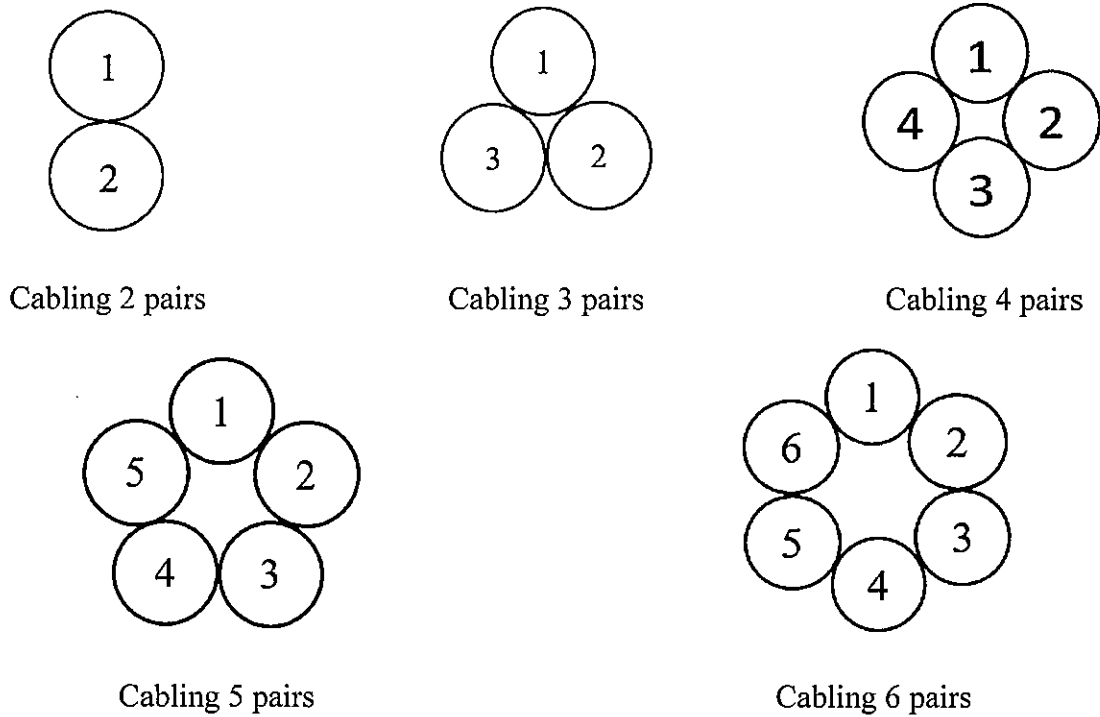 1
2
Cabling 2 pairs
1
3 2
Cabling 3 pairs
1
4 2
3
Cabling 4 pairs
1
5 2
4 3
Cabling 5 pairs
1
6 2
5 3
4
Cabling 6 pairs